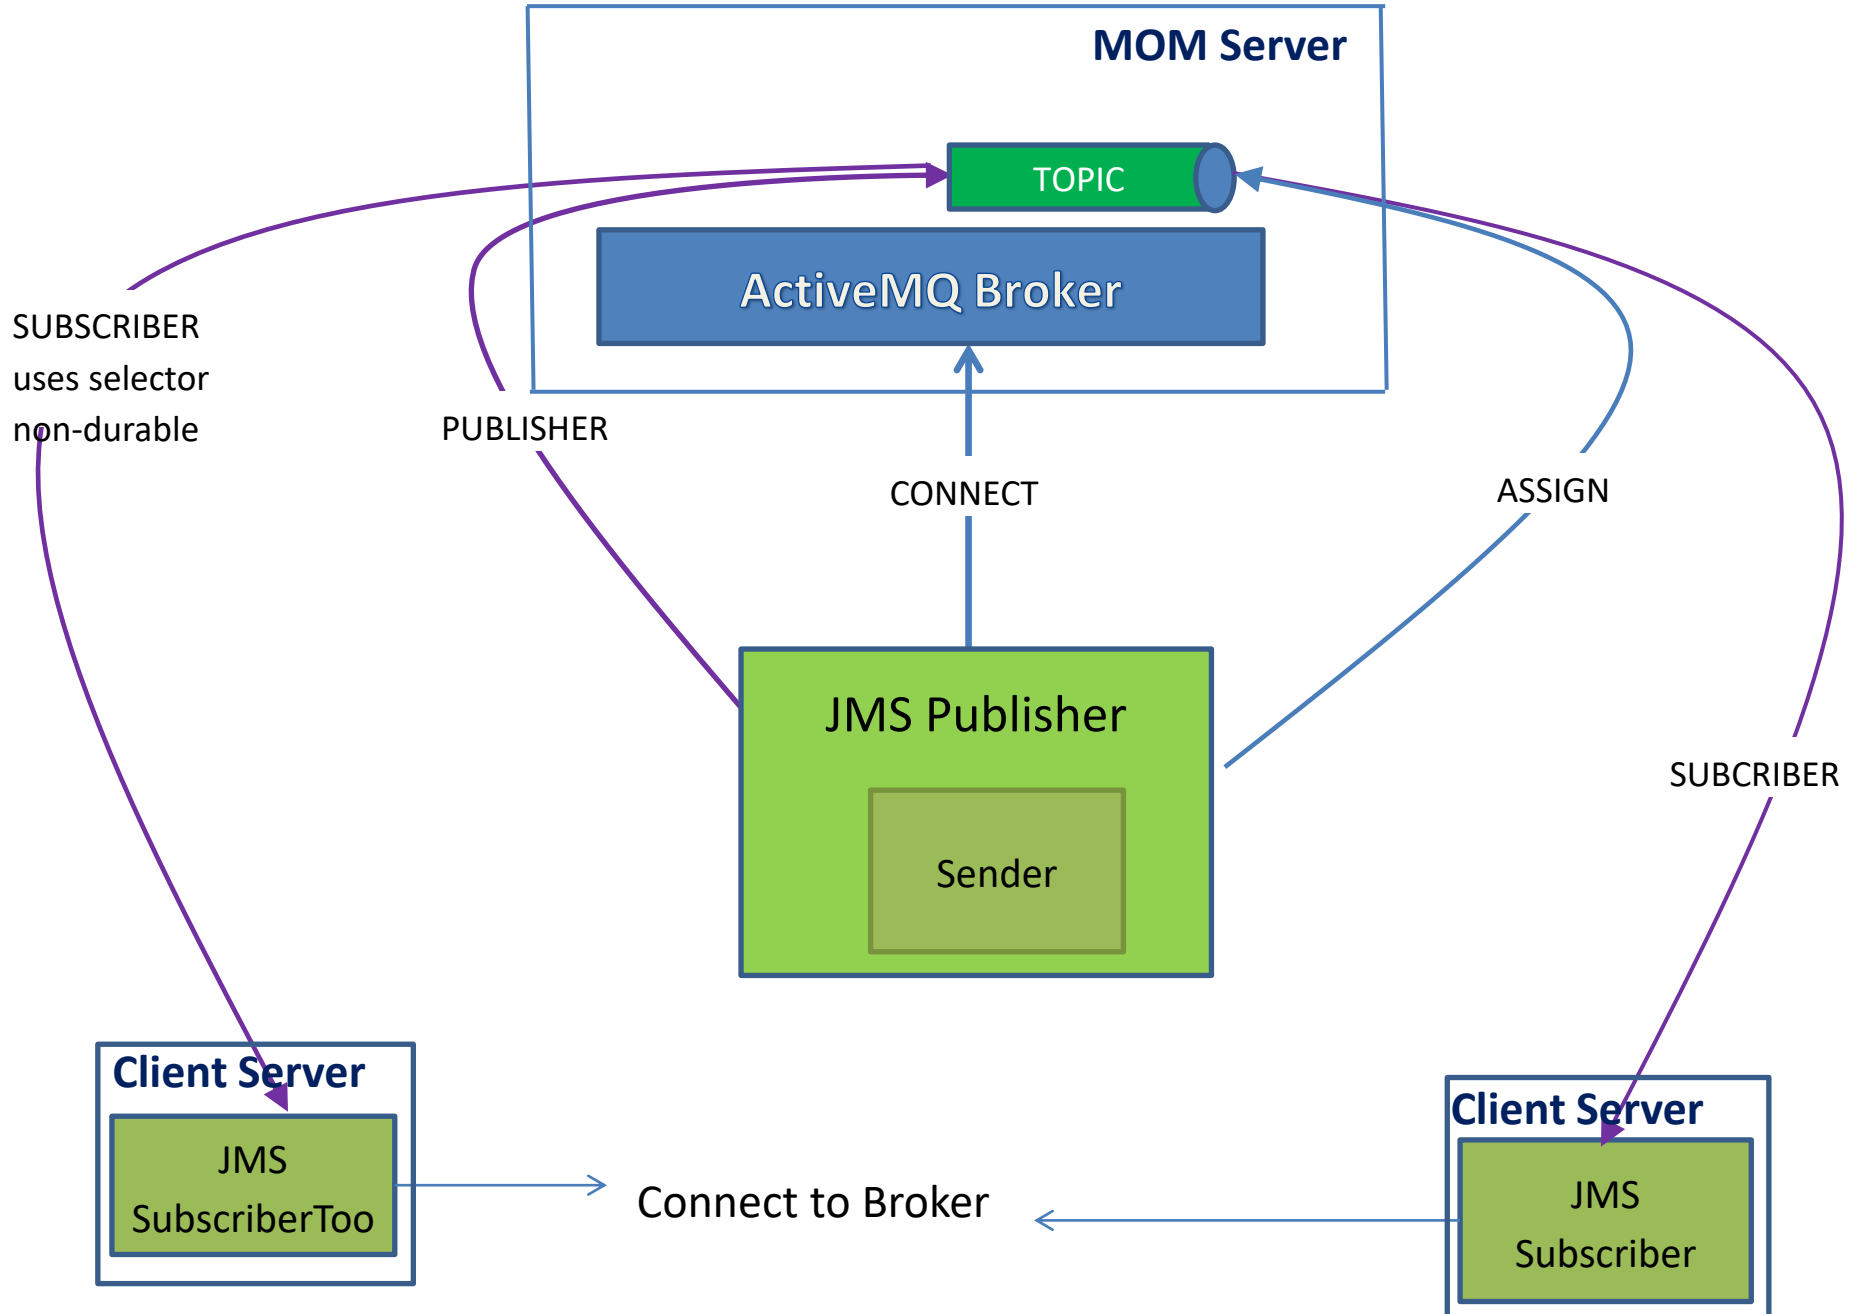 MOM Server
TOPIC
ActiveMQ Broker
SUBSCRIBER
uses selector
non-durable
PUBLISHER
CONNECT
ASSIGN
JMS Publisher
Sender
SUBCRIBER
Client Server
JMS
SubscriberToo
Connect to Broker
Client Server
JMS
Subscriber